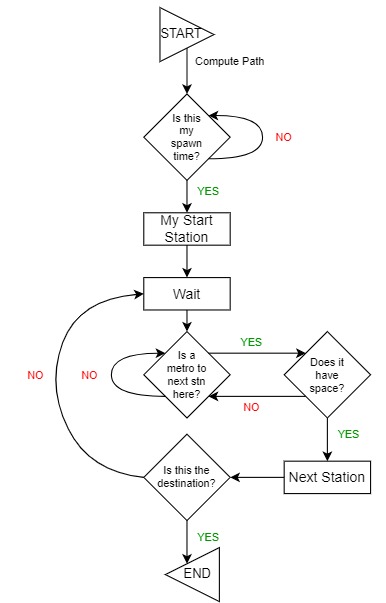 START
Compute Path
Is this
my
spawn
time?
NO
YES
My Start
Station
Wait
Is a
metro to
next stn
here?
YES
Does it
have
space?
NO
NO
NO
YES
Is this the
destination?
Next Station
YES
END